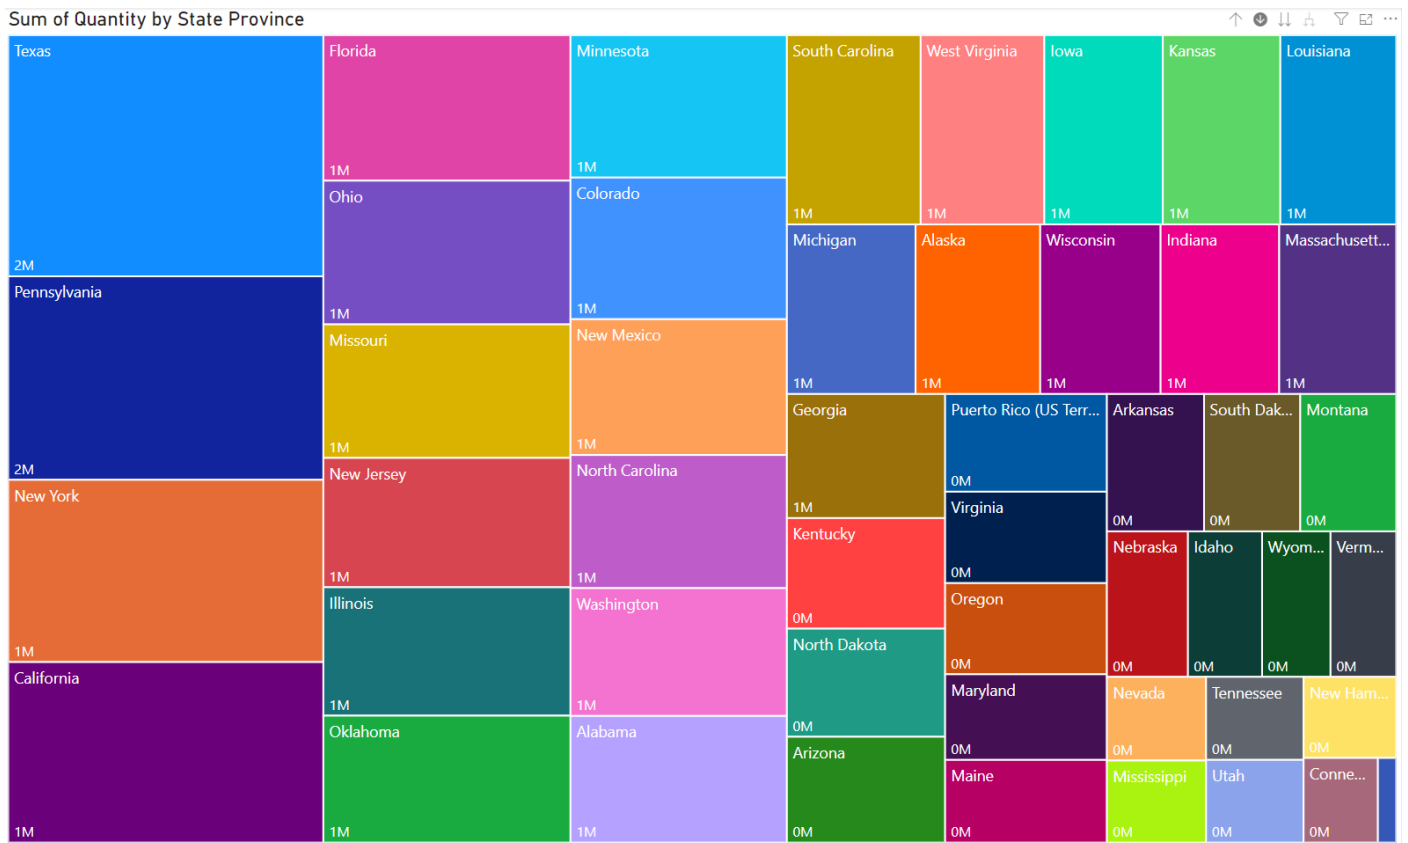 Sum of Quantity by State Province
Texas
2M
Pennsylvania
2M
New York
1M
California
1M
Florida
1M
Ohio
1M
Missouri
1M
New Jersey
1M
Illinois
1M
Oklahoma
1M
Minnesota
1M
Colorado
1M
New Mexico
1M
North Carolina
1M
Washington
1M
Alabama
1M
South Carolina
1M
West Virginia
1M
Iowa
1M
Kansas
1M
Louisiana
1M
Michigan
1M
Alaska
1M
Wisconsin
1M
Indiana
1M
Massachusett...
1M
Georgia
1M
Kentucky
0M
North Dakota
0M
Arizona
0M
Puerto Rico (US Terr...
0M
Virginia
0M
Oregon
0M
Maryland
0M
Maine
0M
Arkansas
0M
South Dak...
0M
Montana
0M
Nebraska
0M
Idaho
0M
Wyom...
0M
Verm...
0M
Nevada
0M
Tennessee
0M
New Ham...
0M
Mississippi
0M
Utah
0M
Conne...
0M